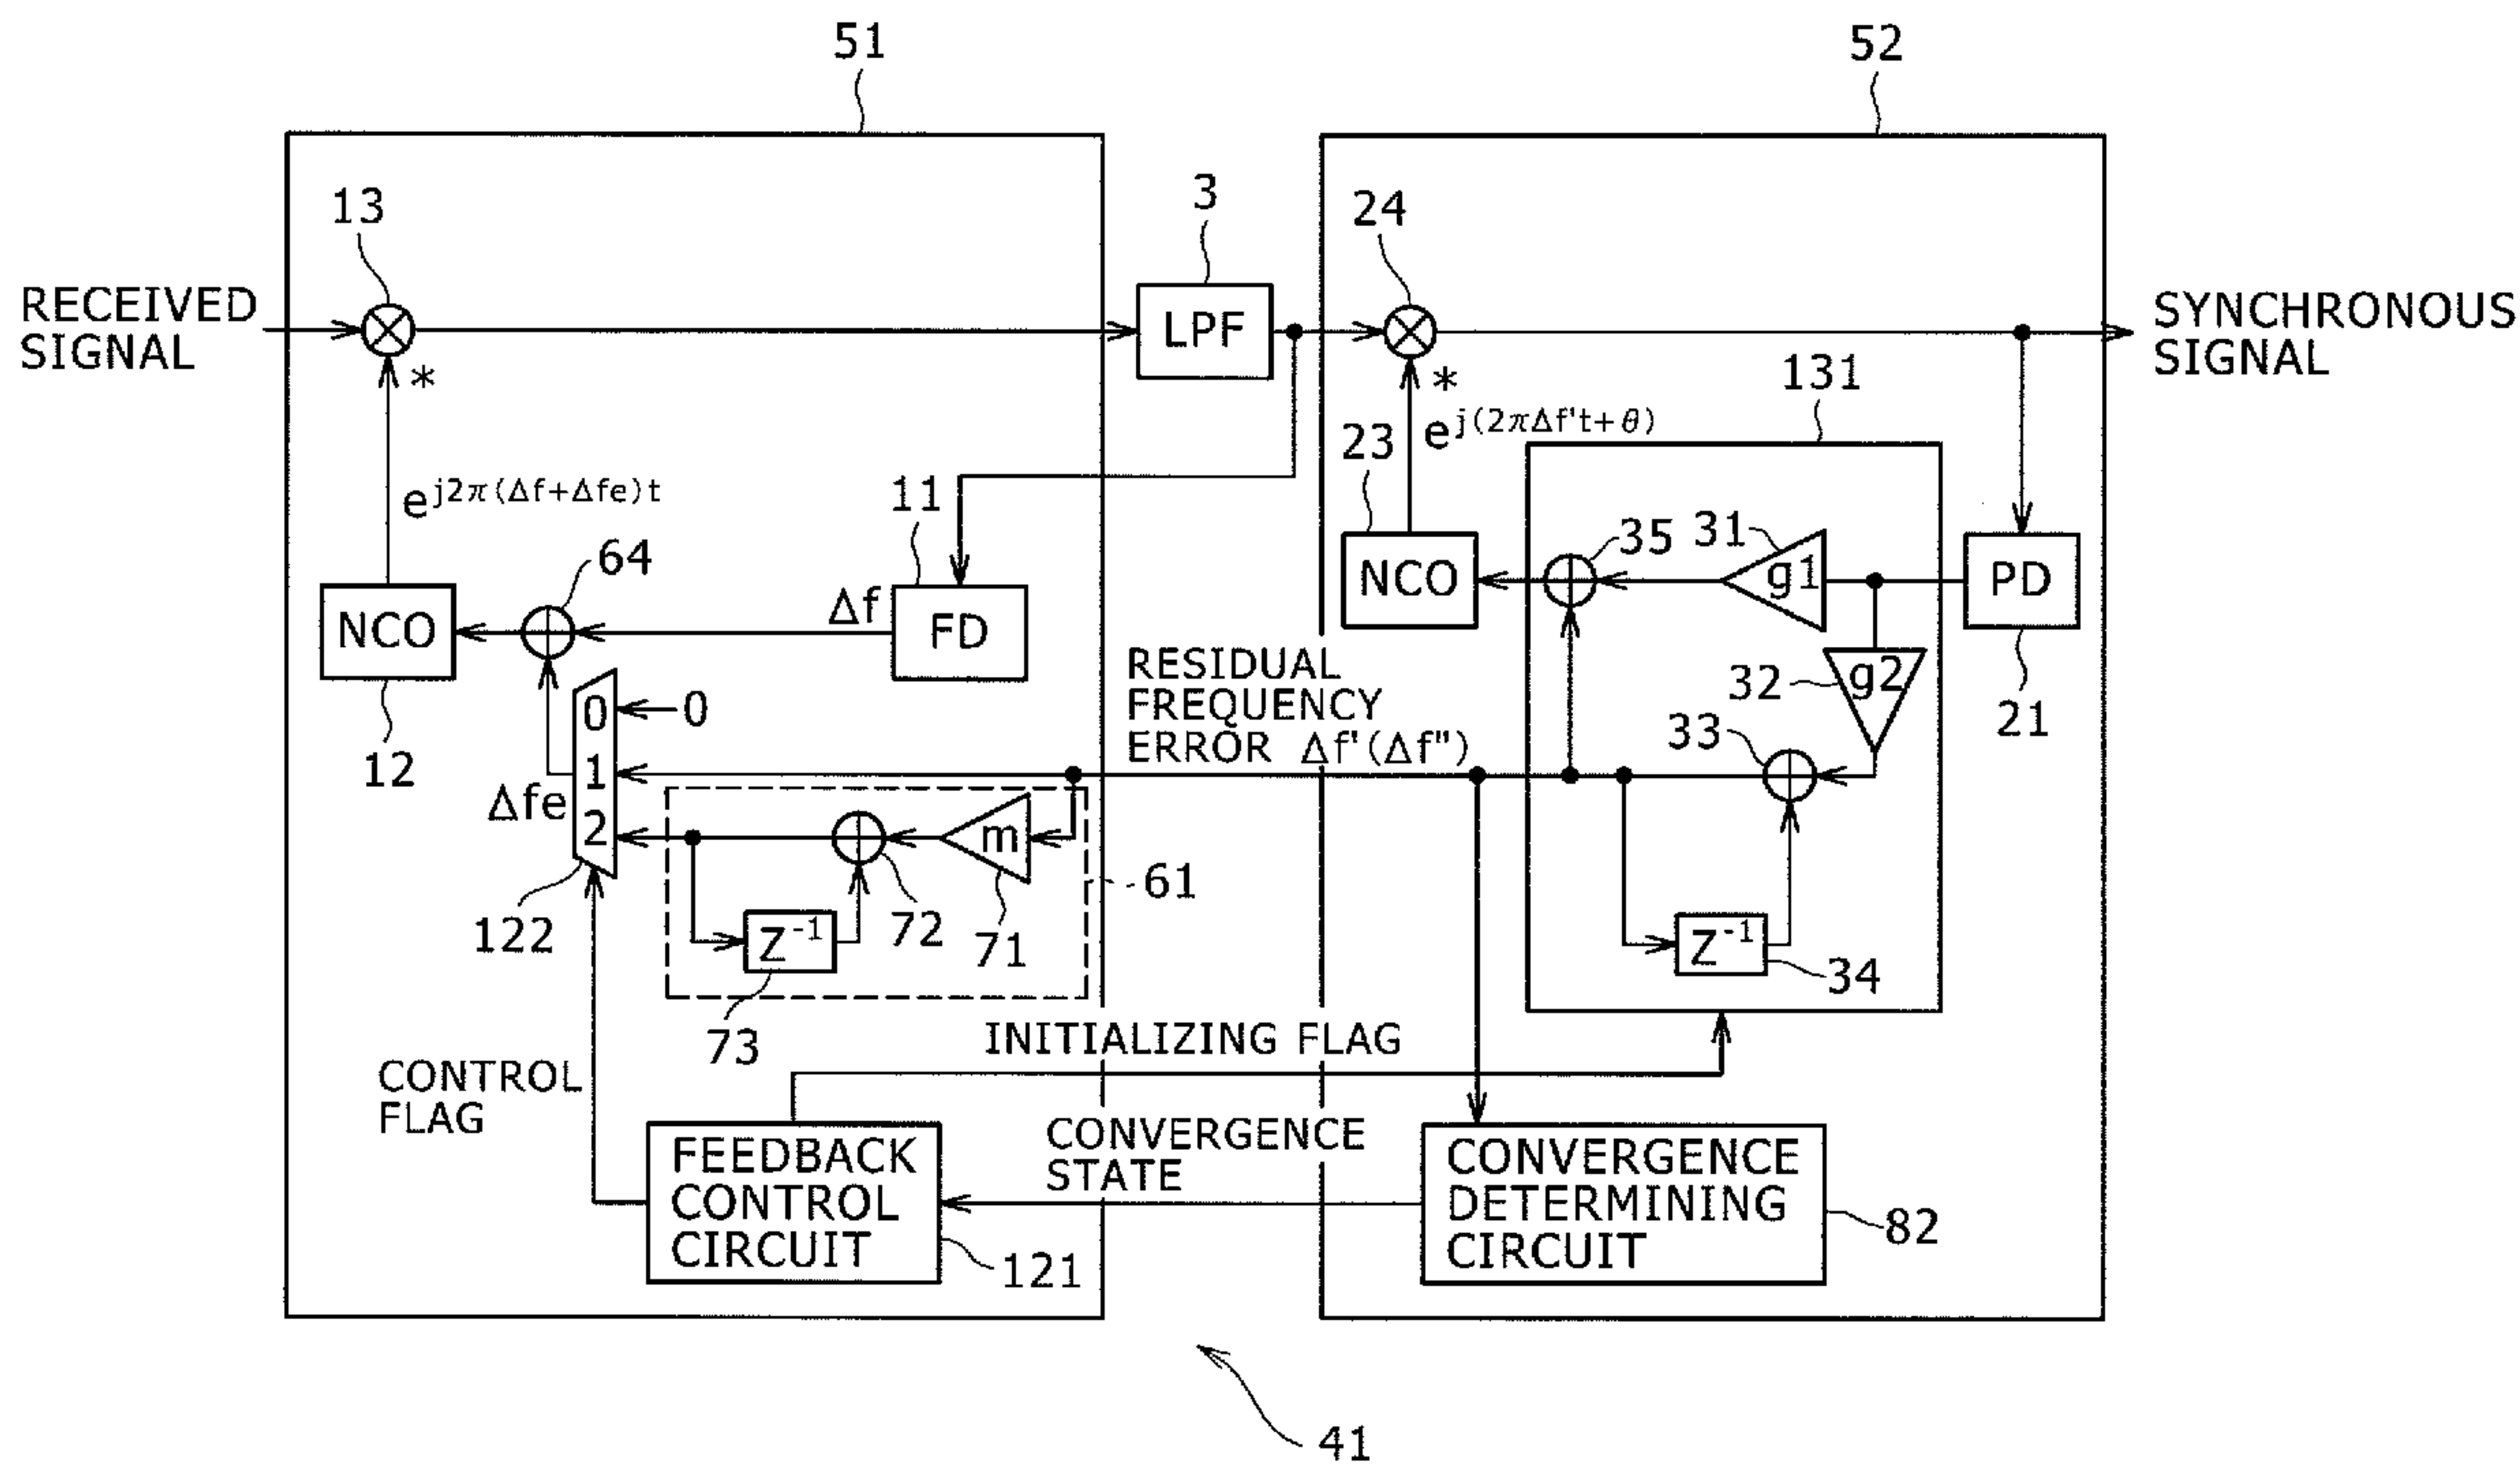 51
52
3
13
24
RECEIVED
SIGNAL
LPF
SYNCHRONOUS
SIGNAL
*
*
131
e^j(2πΔf't+θ)
23
e^j2π(Δf+Δfe)t
11
35
31
64
Δf
NCO
g1
PD
NCO
FD
RESIDUAL
FREQUENCY
ERROR Δf'(Δf")
32
g2
21
0
0
12
33
1
Δfe
2
m
61
122
Z^-1
72
71
Z^-1
34
73
INITIALIZING FLAG
CONTROL
FLAG
CONVERGENCE
STATE
FEEDBACK
CONTROL
CIRCUIT
CONVERGENCE
DETERMINING
CIRCUIT
82
121
41